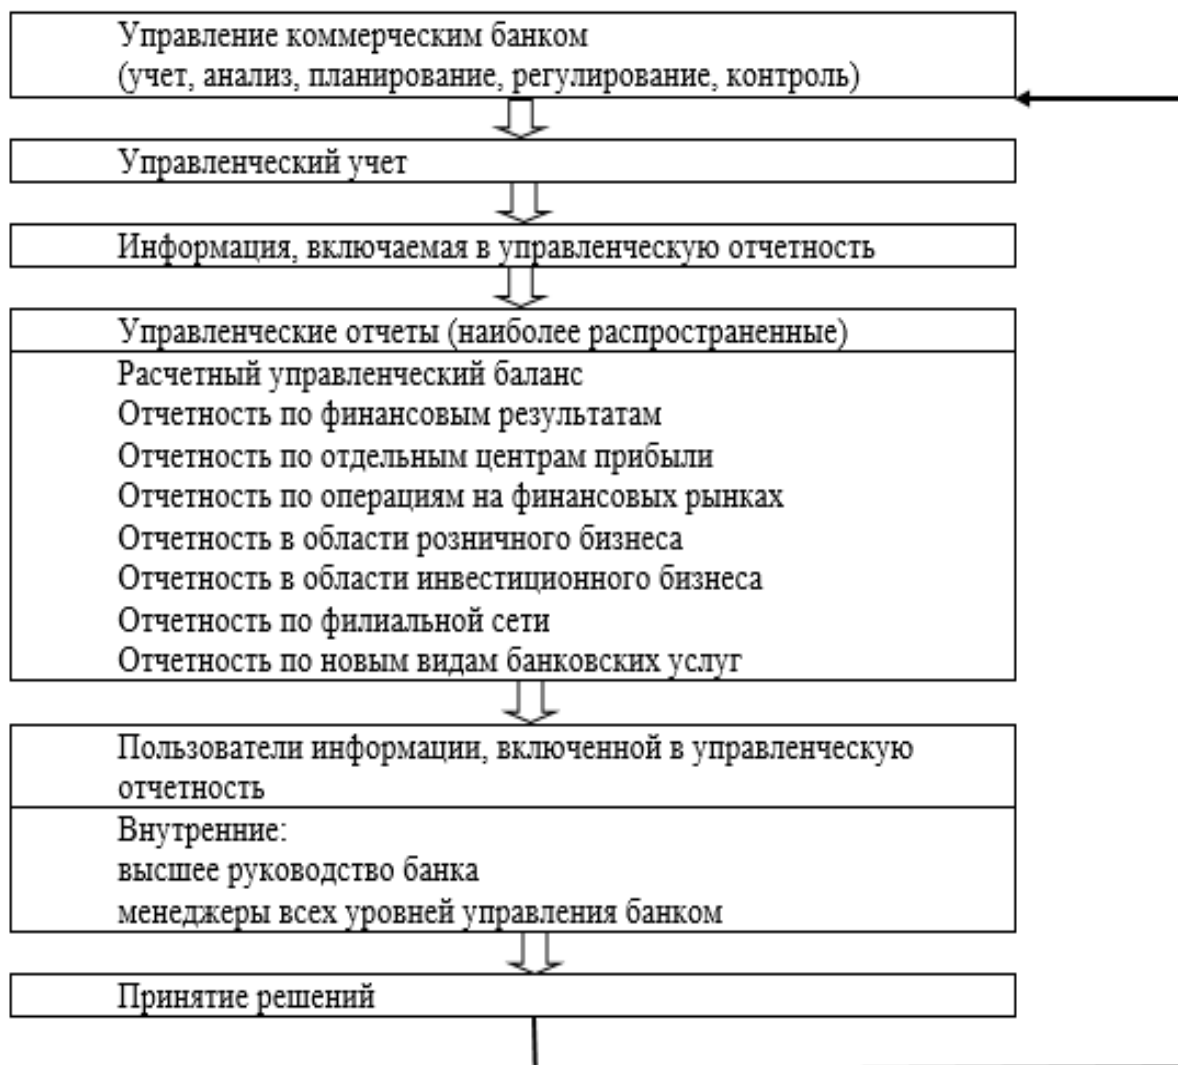 Управление коммерческим банком
(учет, анализ, планирование, регулирование, контроль)
Управленческий учет
Информация, включаемая в управленческую отчетность
Управленческие отчеты (наиболее распространенные)
Расчетный управленческий баланс
Отчетность по финансовым результатам
Отчетность по отдельным центрам прибыли
Отчетность по операциям на финансовых рынках
Отчетность в области розничного бизнеса
Отчетность в области инвестиционного бизнеса
Отчетность по филиальной сети
Отчетность по новым видам банковских услуг
Пользователи информации, включенной в управленческую
отчетность
Внутренние:
высшее руководство банка
менеджеры всех уровней управления банком
Принятие решений